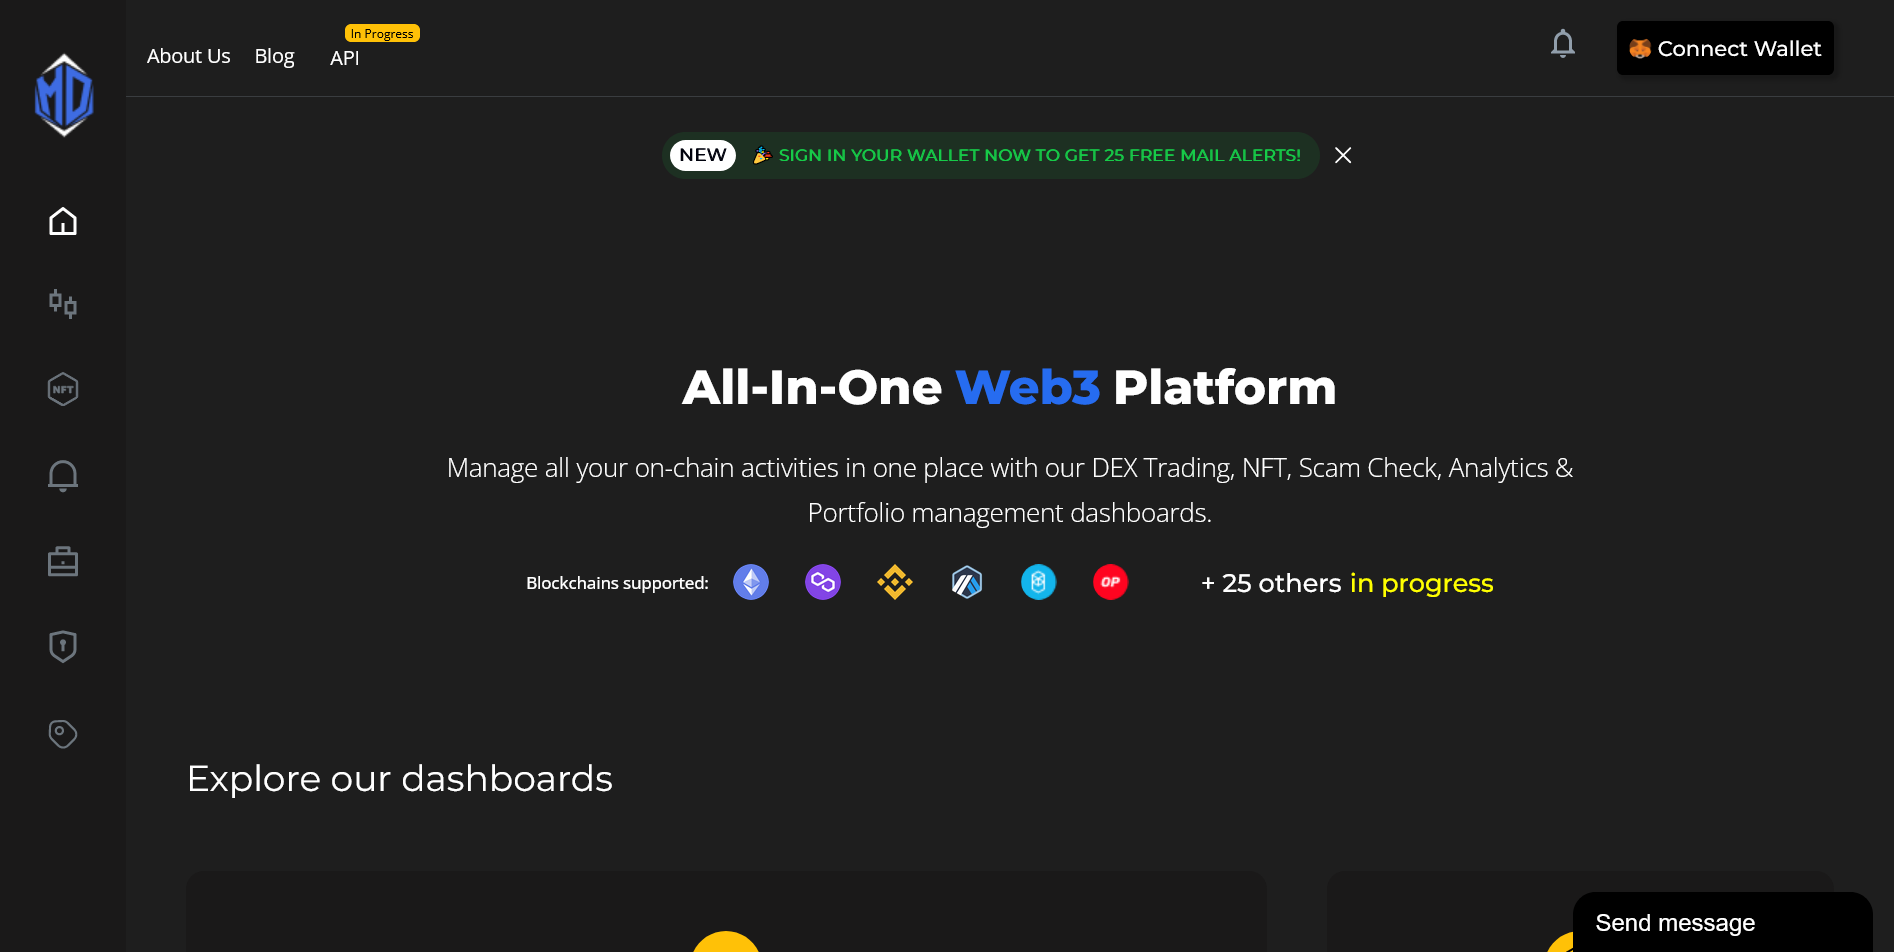 MD
About Us
Blog
In Progress
API
Connect Wallet
NEW
SIGN IN YOUR WALLET NOW TO GET 25 FREE MAIL ALERTS!
NFT
All-In-One Web3 Platform
Manage all your on-chain activities in one place with our DEX Trading, NFT, Scam Check, Analytics &
Portfolio management dashboards.
Blockchains supported:
OP
+ 25 others in progress
Explore our dashboards
Send message